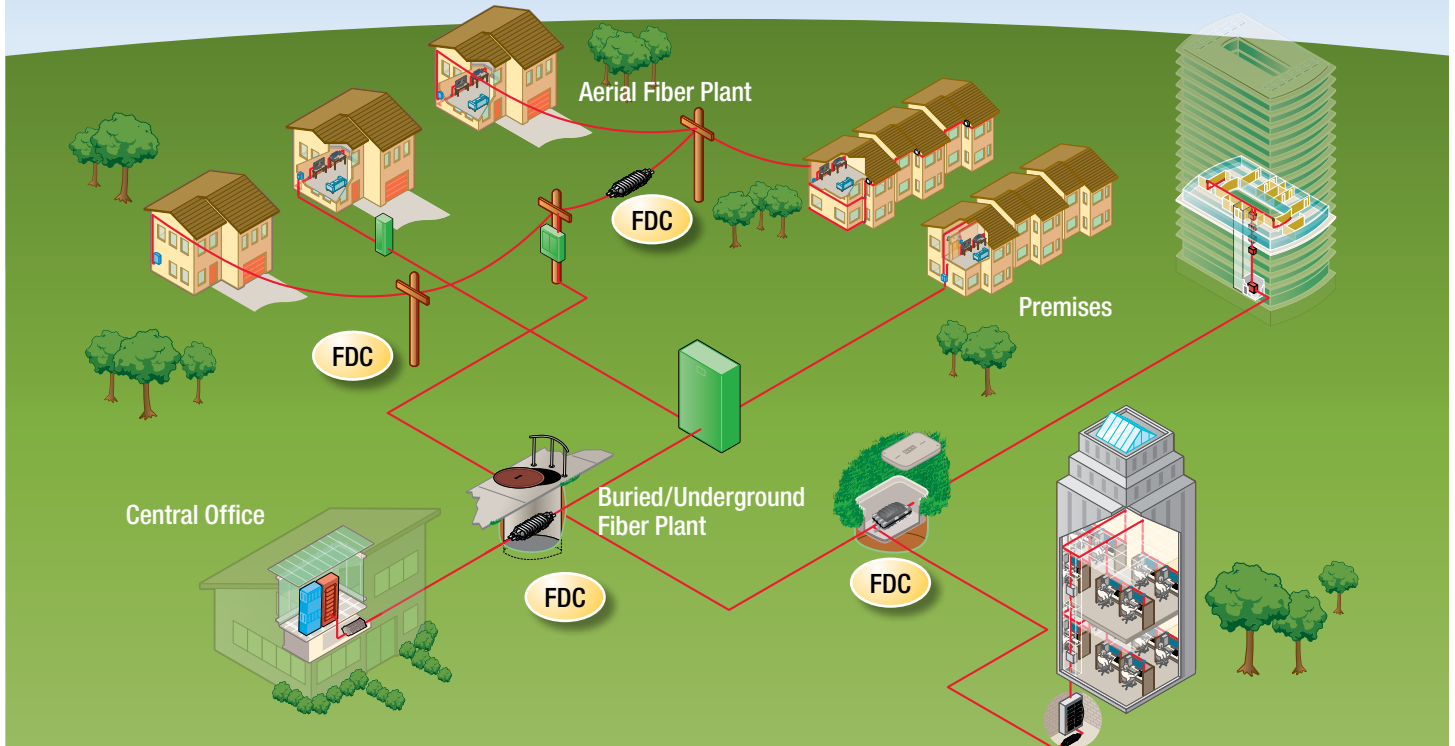 Aerial Fiber Plant
FDC
Premises
FDC
Central Office
Buried/Underground
Fiber Plant
FDC
FDC